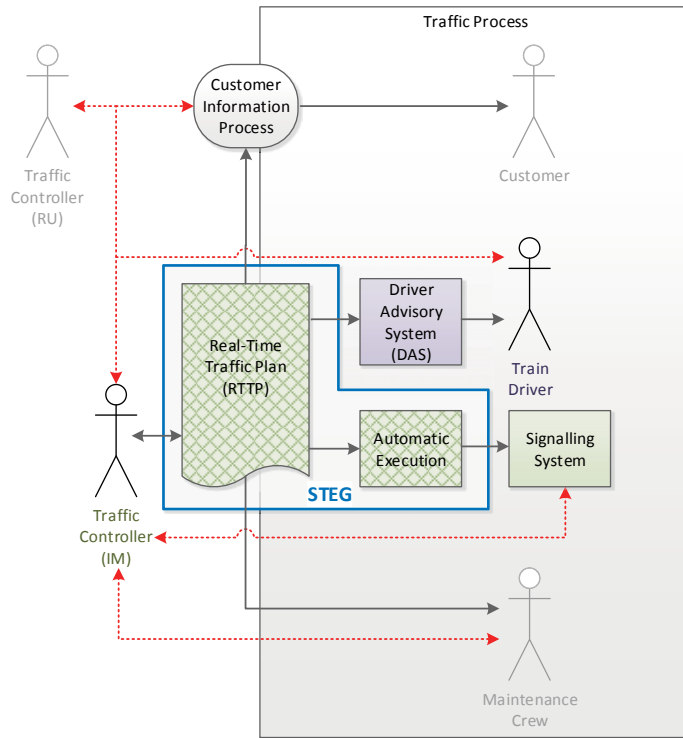 Traffic Process
Customer
Information
Process
Traffic
Controller
(RU)
Customer
Real-Time
Traffic Plan
(RTTP)
Driver
Advisory
System
(DAS)
Train
Driver
Automatic
Execution
Signalling
System
STEG
Traffic
Controller
(IM)
Maintenance
Crew